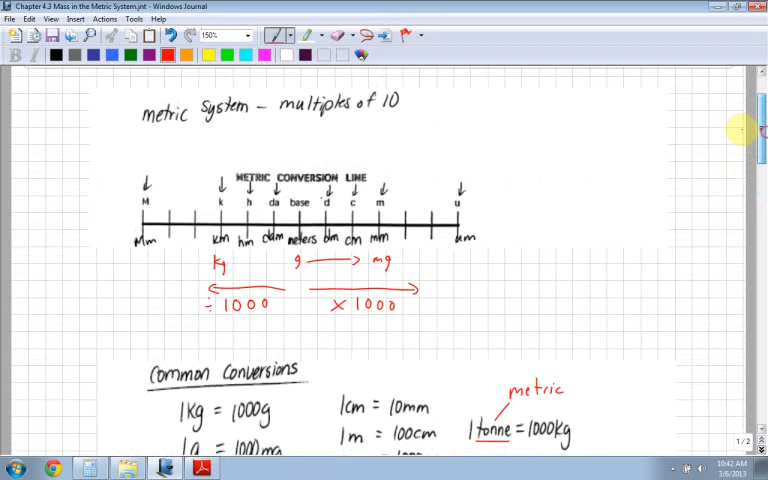 Chapter 4.3 Mass in the Metric System.jnt - Windows Journal
File Edit View Insert Actions Tools Help
150%
B I
metric system - multiples of 10
METRIC CONVERSION LINE
M k h da base d c m u
Mm km hm dam meters dm cm mm um
kg g mg
÷1000 x 1000
Common Conversions
metric
1kg = 1000g 1cm = 10mm
1m = 100cm 1 tonne = 1000kg
1g = 1000mg
1 / 2
10:42 AM
3/6/2013